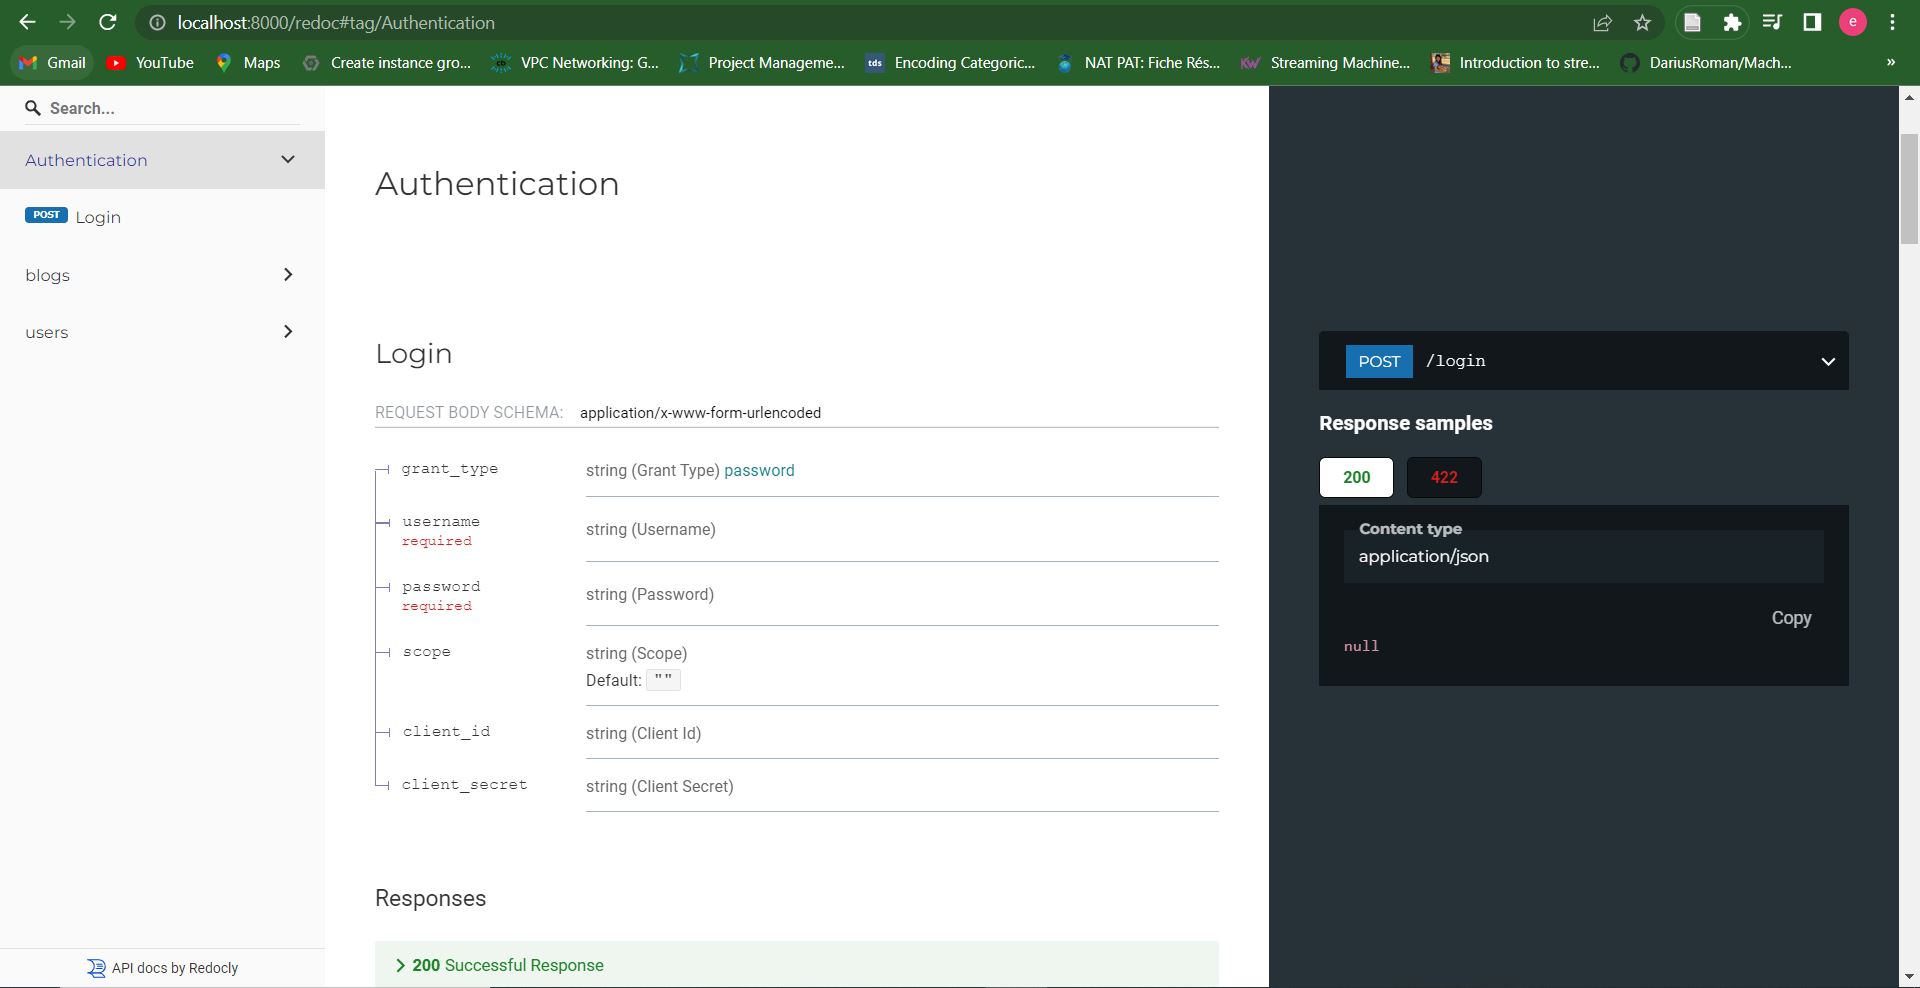 localhost:8000/redoc#tag/Authentication
e
Gmail
YouTube
Maps
Create instance gro...
VPC Networking: G...
Project Manageme...
tds
Encoding Categoric...
NAT PAT: Fiche Rés...
KW
Streaming Machine...
Introduction to stre...
DariusRoman/Mach...
»
Search...
Authentication
POST Login
blogs
users
API docs by Redocly
Authentication
Login
REQUEST BODY SCHEMA: application/x-www-form-urlencoded
grant_type string (Grant Type) password
username string (Username)
required
password string (Password)
required
scope string (Scope)
Default: ""
client_id string (Client Id)
client_secret string (Client Secret)
Responses
200 Successful Response
POST /login
Response samples
200
422
Content type
application/json
Copy
null